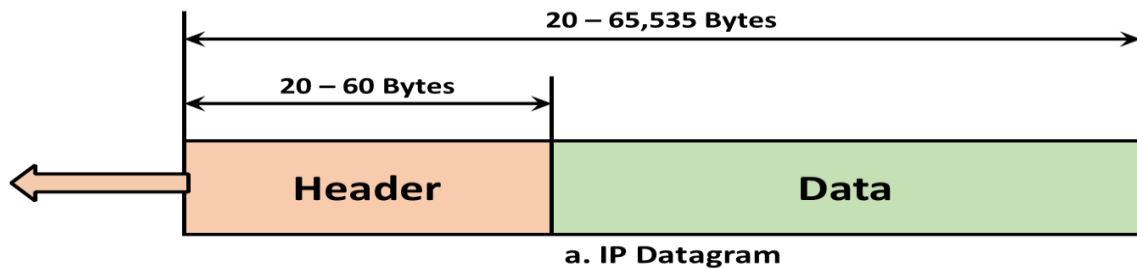 20 – 65,535 Bytes
20 – 60 Bytes
Header
Data
a. IP Datagram